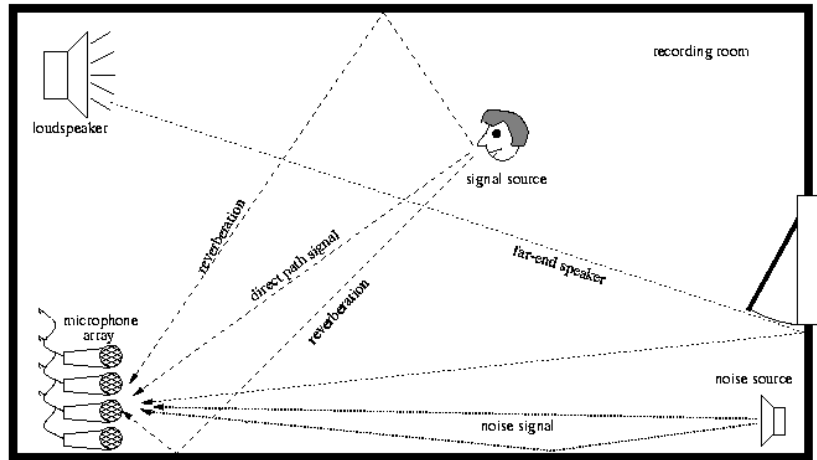 recording room
loudspeaker
signal source
reverberation
direct path signal
reverberation
far-end speaker
microphone
array
noise source
noise signal